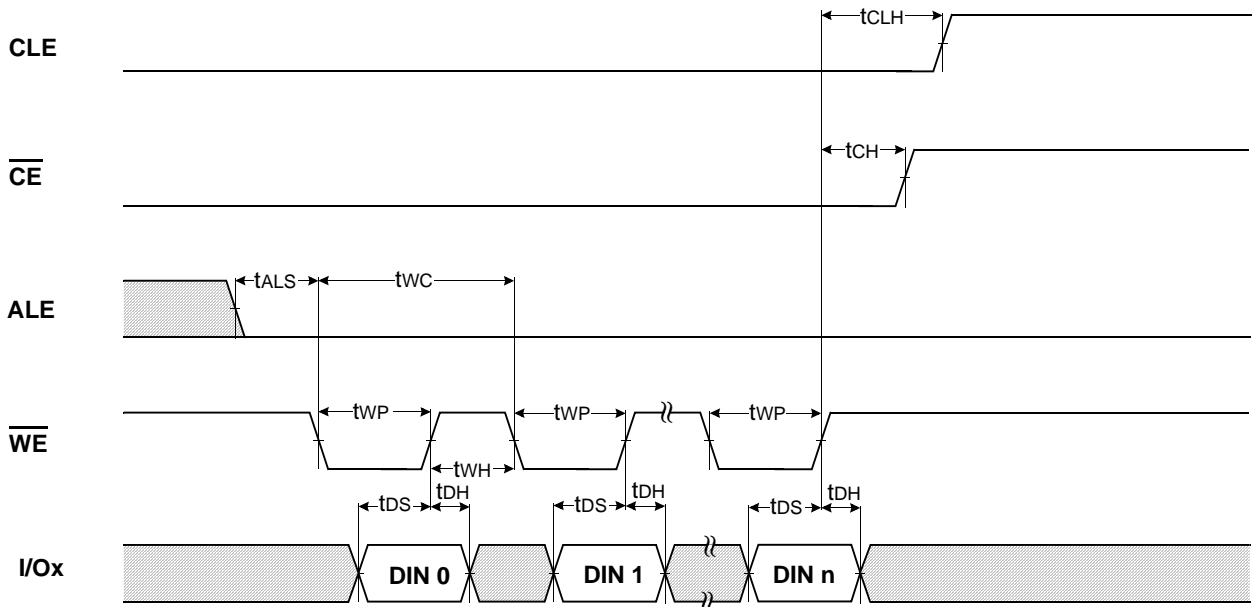 tCLH
CLE
tCH
CE
tALS
tWC
ALE
tWP
tWP
tWP
WE
tWH
tDS
tDH
tDS
tDH
tDS
tDH
I/Ox
DIN 0
DIN 1
DIN n